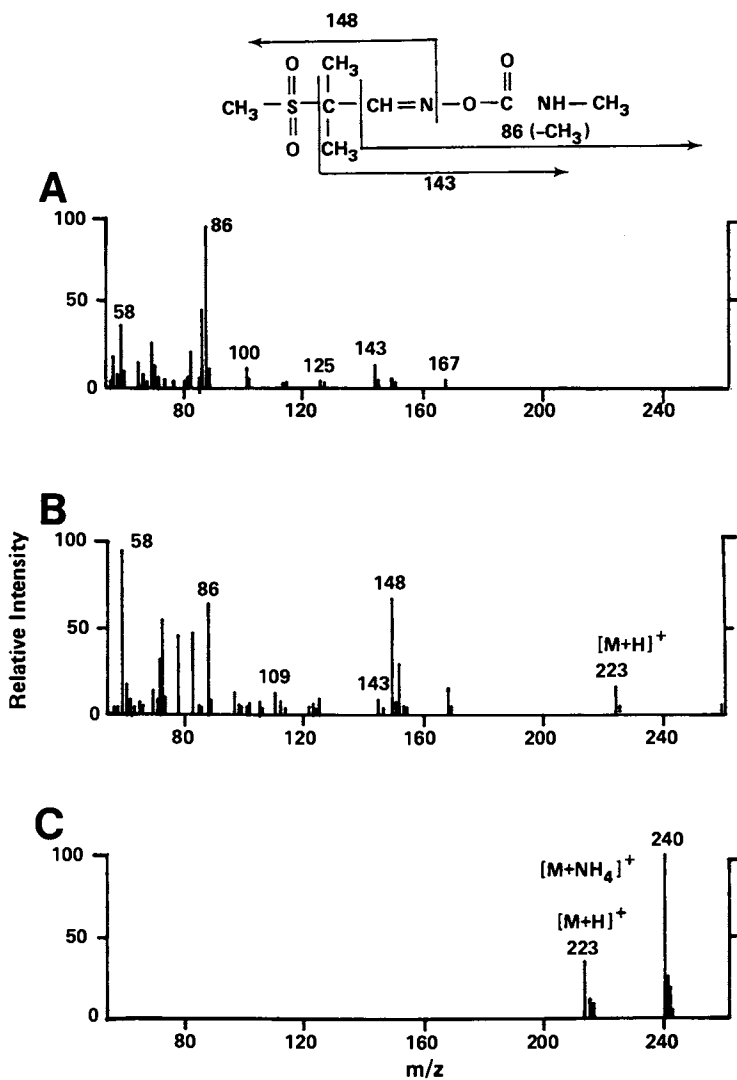 148
O CH3 O
CH3 – S – C – CH = N – O – C NH – CH3
O CH3
86 (–CH3)
143
A
100
50
0
58
86
100
125
143
167
80 120 160 200 240
B
100
50
0
58
86
109
143
148
[M+H]+
223
80 120 160 200 240
Relative Intensity
C
100
50
0
240
[M+NH4]+
[M+H]+
223
80 120 160 200 240
m/z